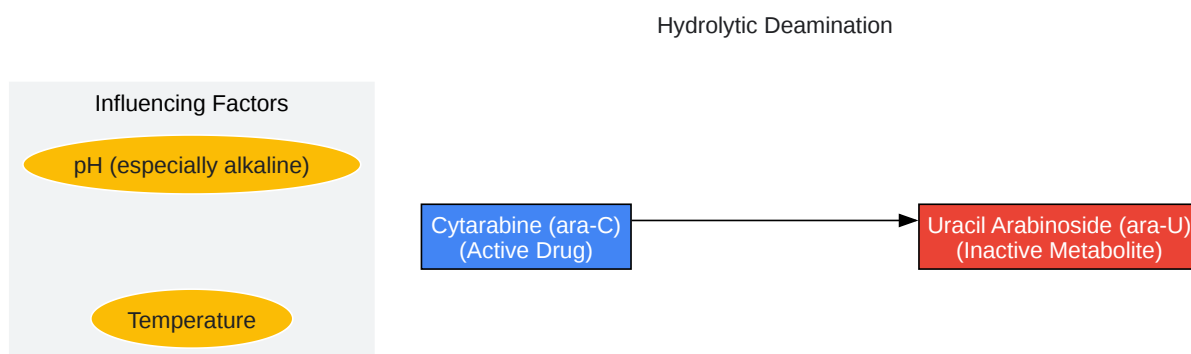 Hydrolytic Deamination
Influencing Factors
pH (especially alkaline)
Temperature
Cytarabine (ara-C)
(Active Drug)
Uracil Arabinoside (ara-U)
(Inactive Metabolite)